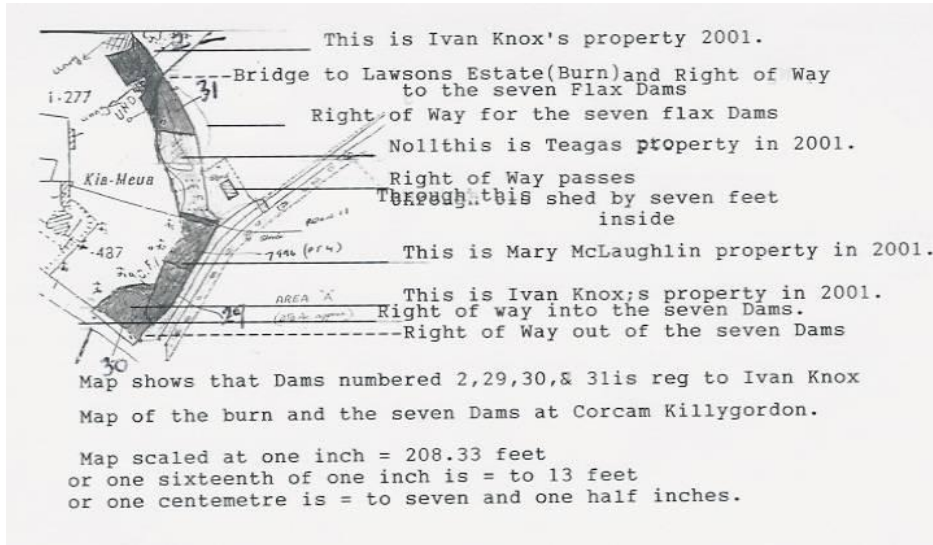 This is Ivan Knox's property 2001.
-----Bridge to Lawsons Estate(Burn)and Right of Way
to the seven Flax Dams
31
i-277
UND
Right of Way for the seven flax Dams
Nollthis is Teagas property in 2001.
Kia-Meua
Right of Way passes
Through this shed by seven feet
inside
-487
7996 (OF4)
This is Mary McLaughlin property in 2001.
AREA "A"
This is Ivan Knox;s property in 2001.
29
Right of way into the seven Dams.
-----------------Right of Way out of the seven Dams
30
Map shows that Dams numbered 2,29,30,& 31is reg to Ivan Knox
Map of the burn and the seven Dams at Corcam Killygordon.
Map scaled at one inch = 208.33 feet
or one sixteenth of one inch is = to 13 feet
or one centemetre is = to seven and one half inches.